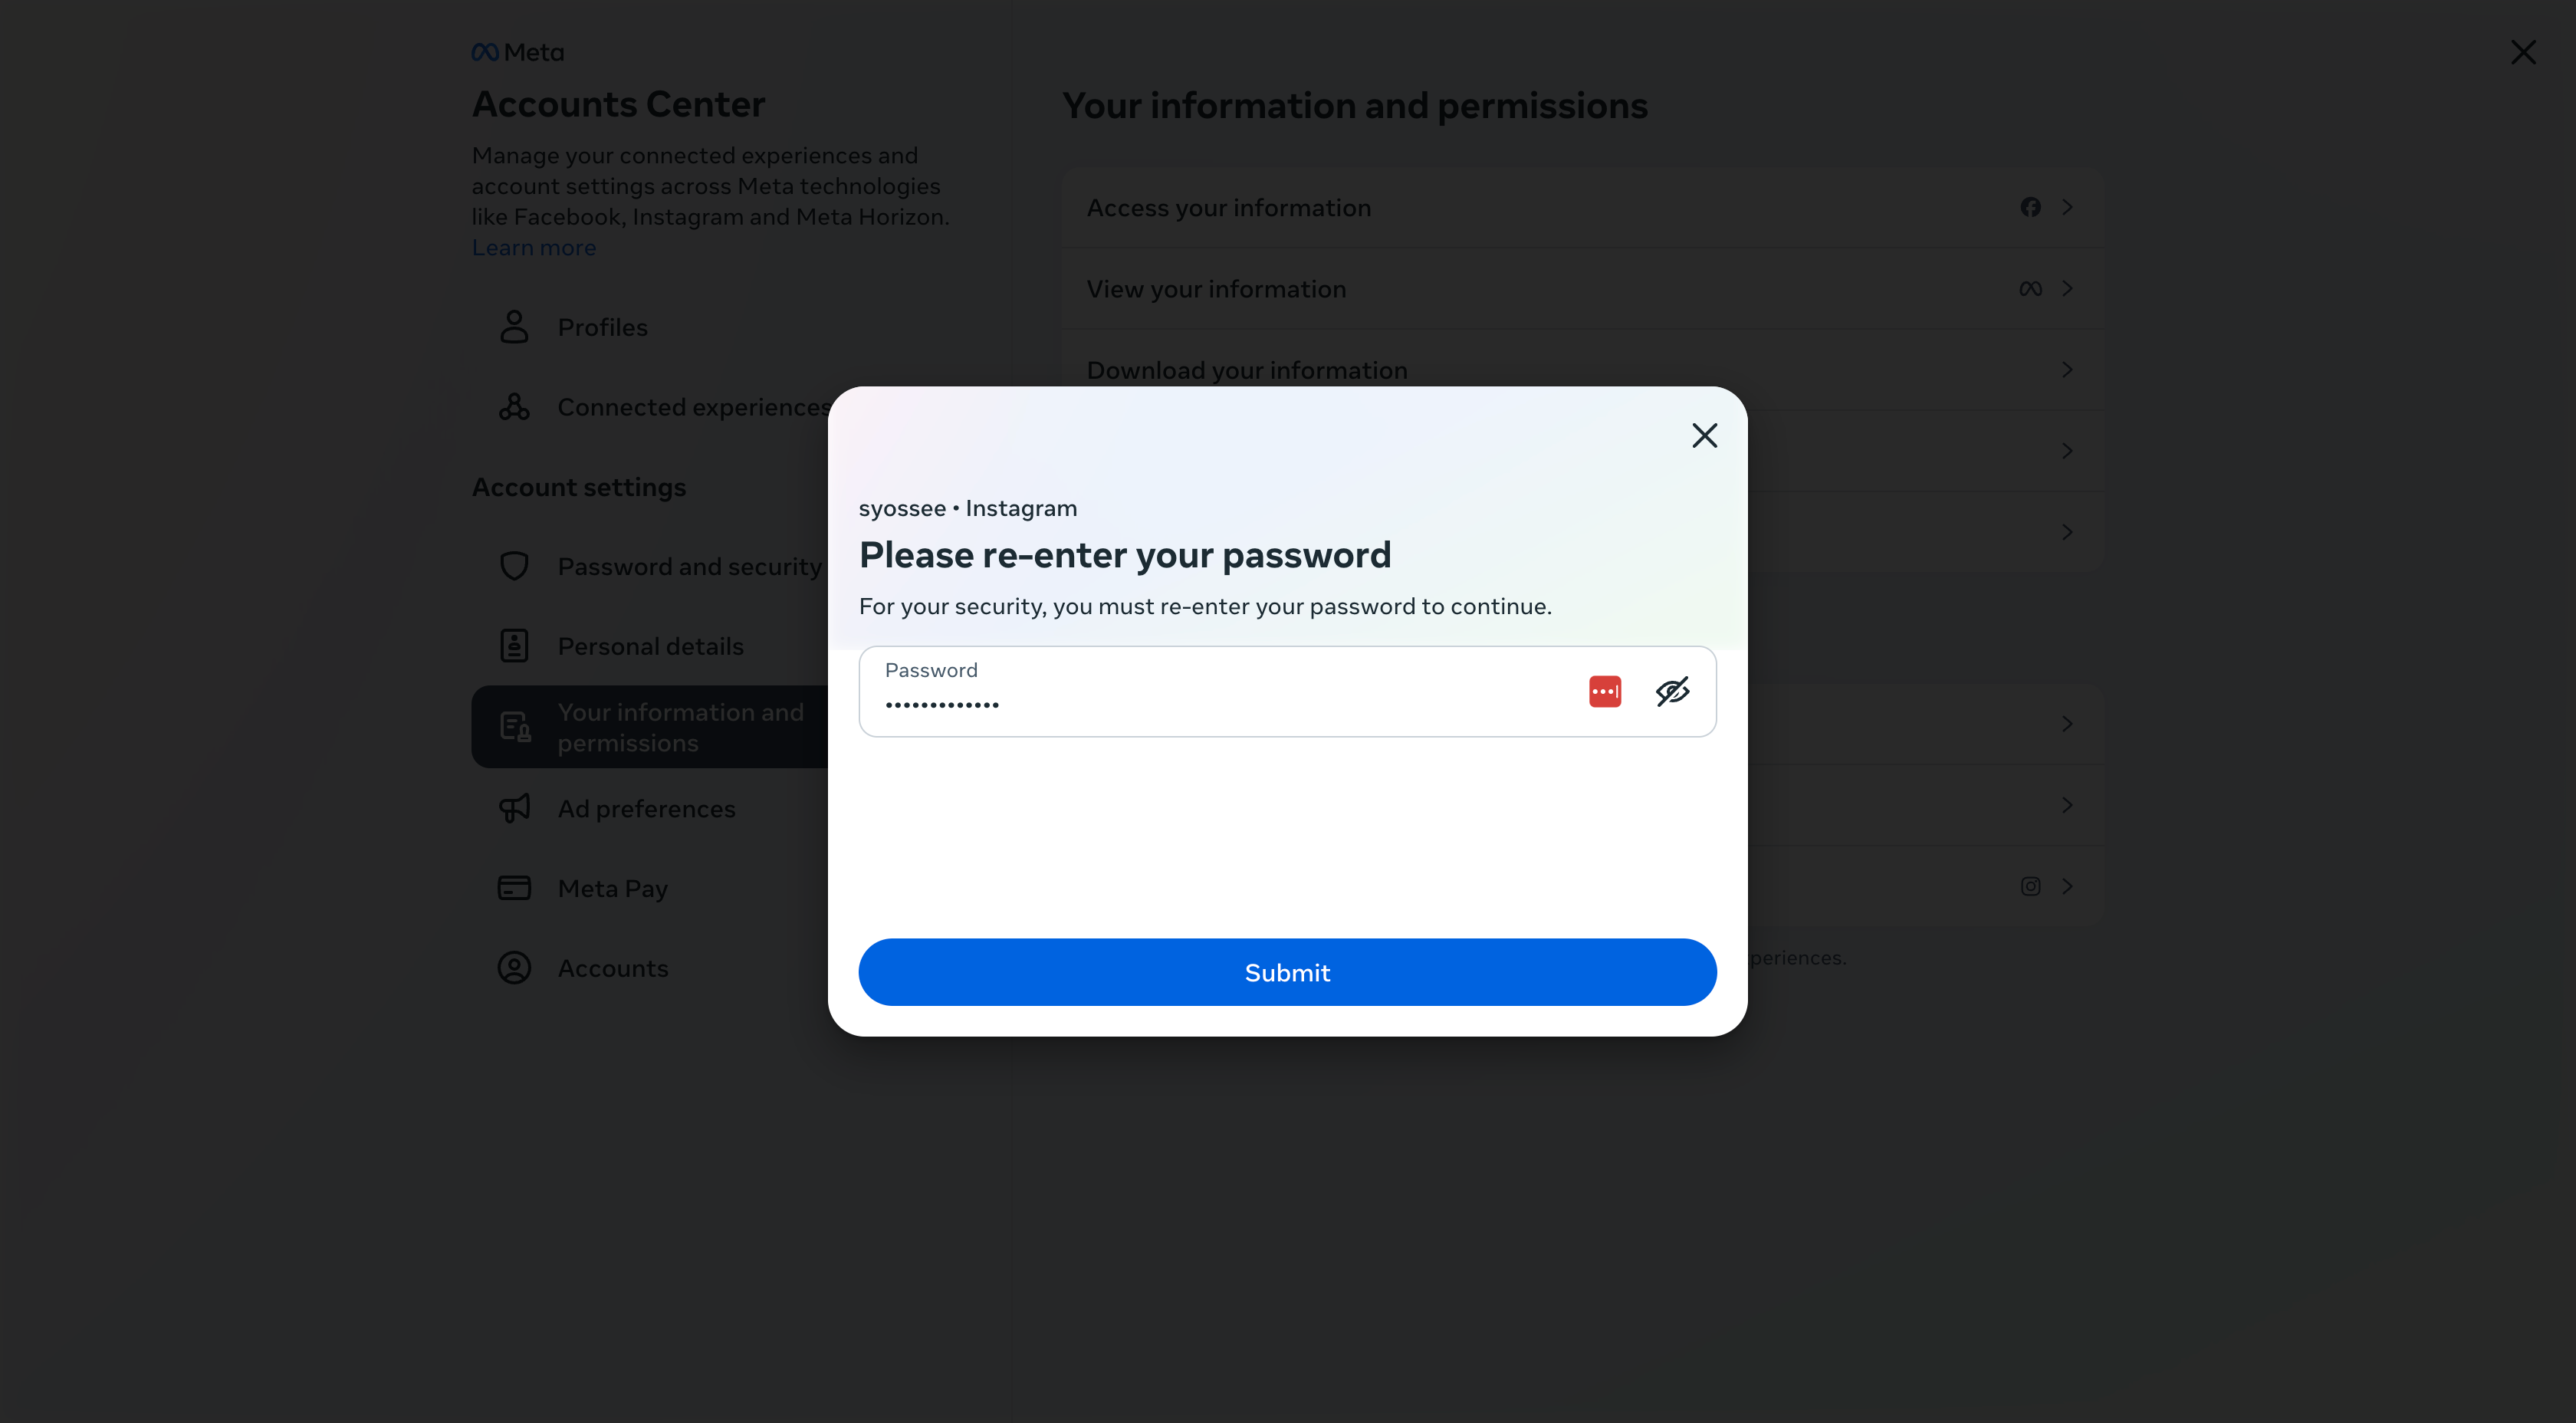 Meta
Accounts Center
Manage your connected experiences and
account settings across Meta technologies
like Facebook, Instagram and Meta Horizon.
Learn more
Profiles
Connected experiences
Account settings
Password and security
Personal details
Your information and
permissions
Ad preferences
Meta Pay
Accounts
Your information and permissions
Access your information
View your information
Download your information
periences.
syossee • Instagram
Please re-enter your password
For your security, you must re-enter your password to continue.
Password
•••••••••••••
Submit